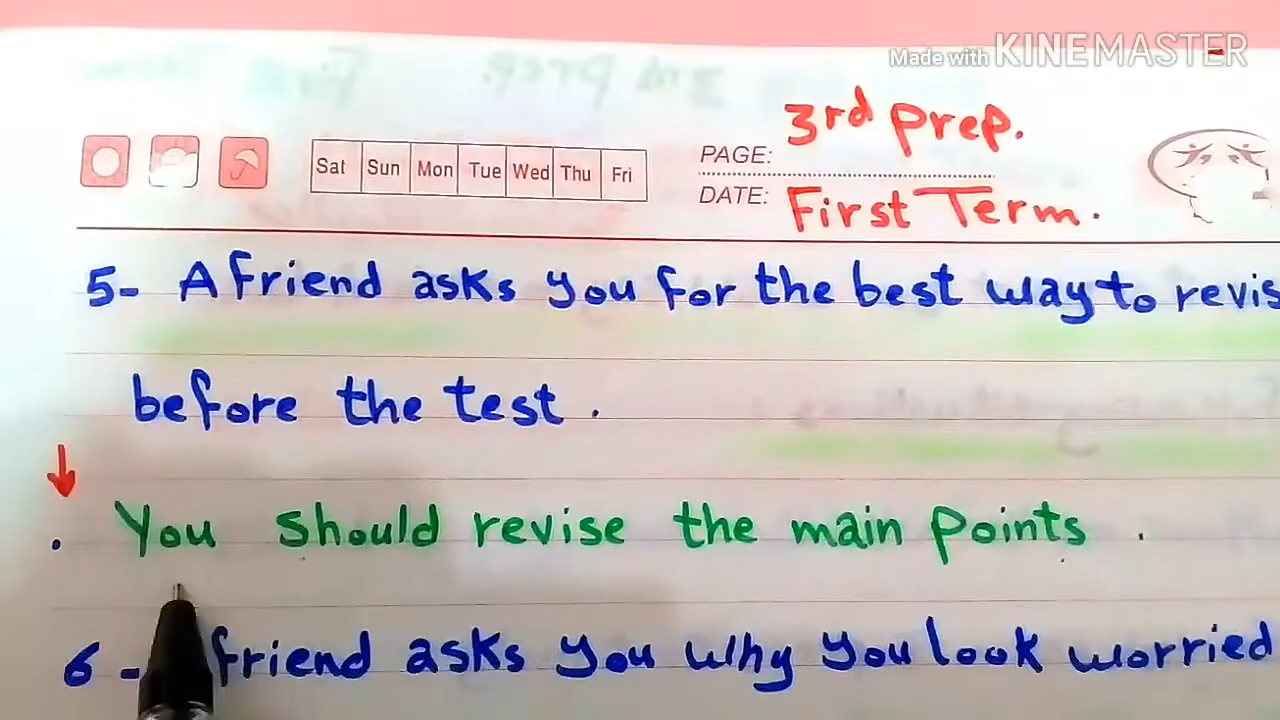 Made with KINEMASTER
3rd prep.
Sat Sun Mon Tue Wed Thu Fri
PAGE:
DATE: First Term.
5- A friend asks you for the best way to revis
before the test.
You should revise the main points.
6- friend asks you why you look worried